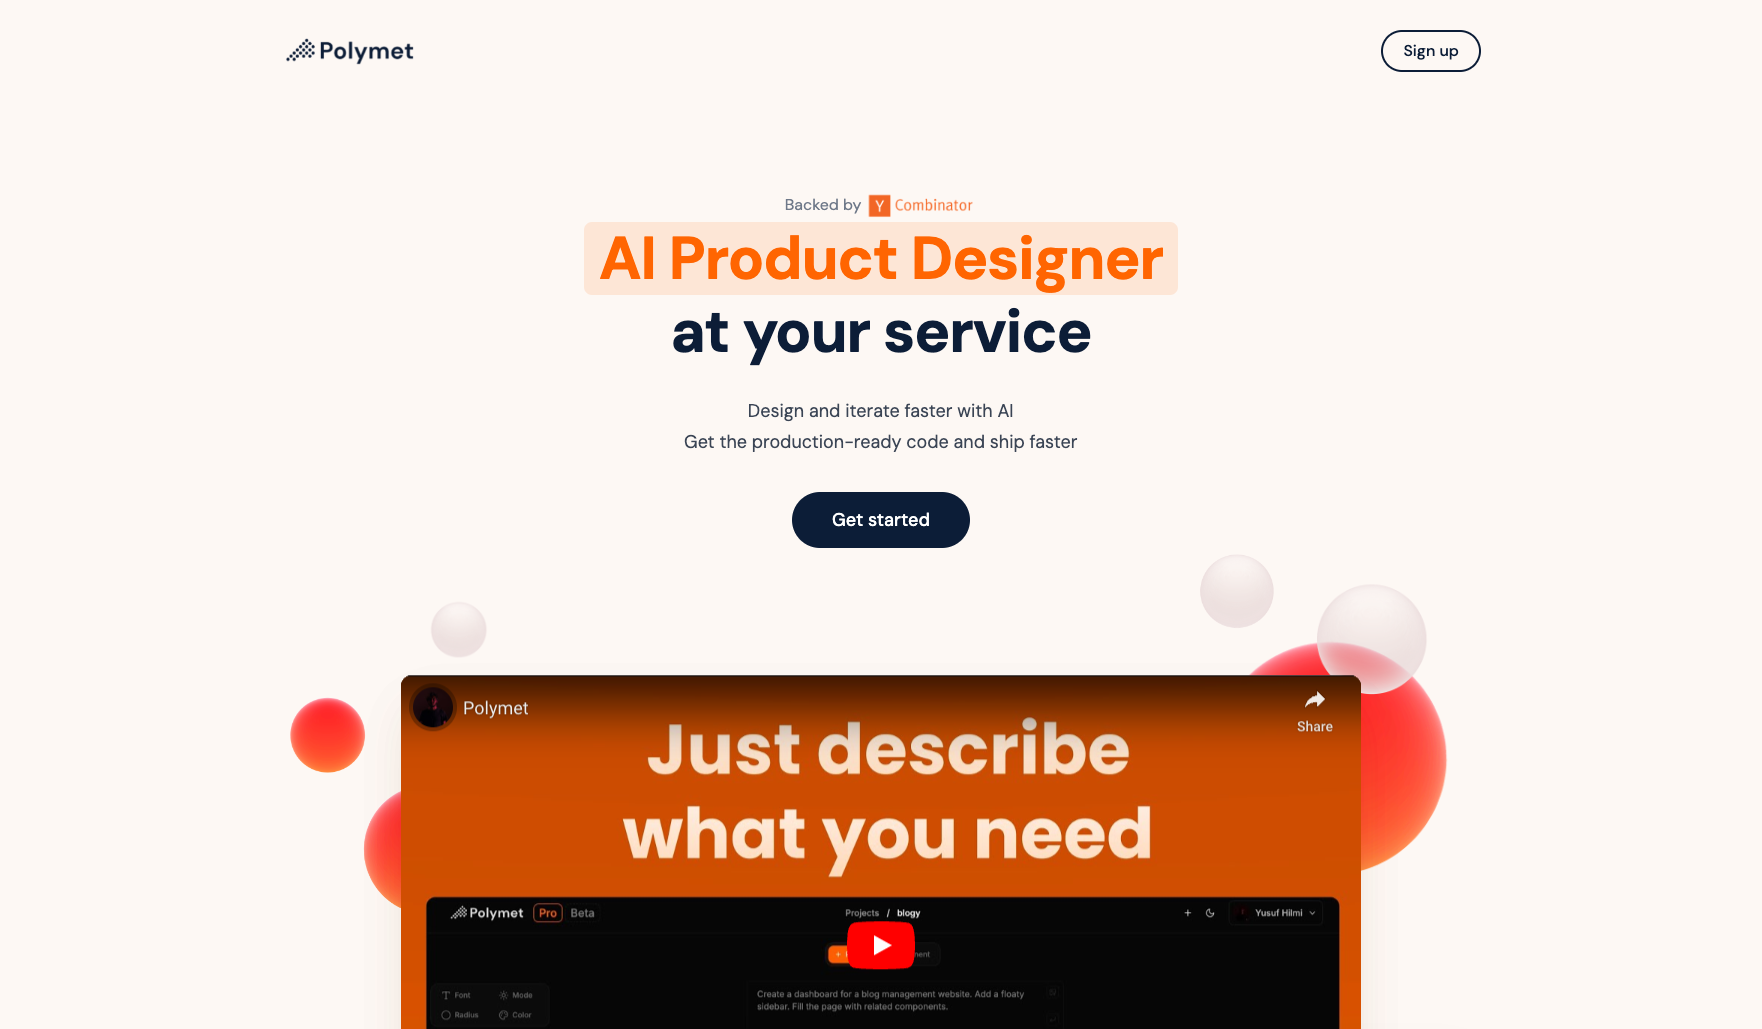 Polymet
Sign up
Backed by Y Combinator
AI Product Designer
at your service
Design and iterate faster with AI
Get the production-ready code and ship faster
Get started
Polymet
Share
Just describe
what you need
Polymet Pro Beta
Projects / blogy
Yusuf Hilmi
Font Mode
Create a dashboard for a blog management website. Add a floaty
sidebar. Fill the page with related components.
Radius Color